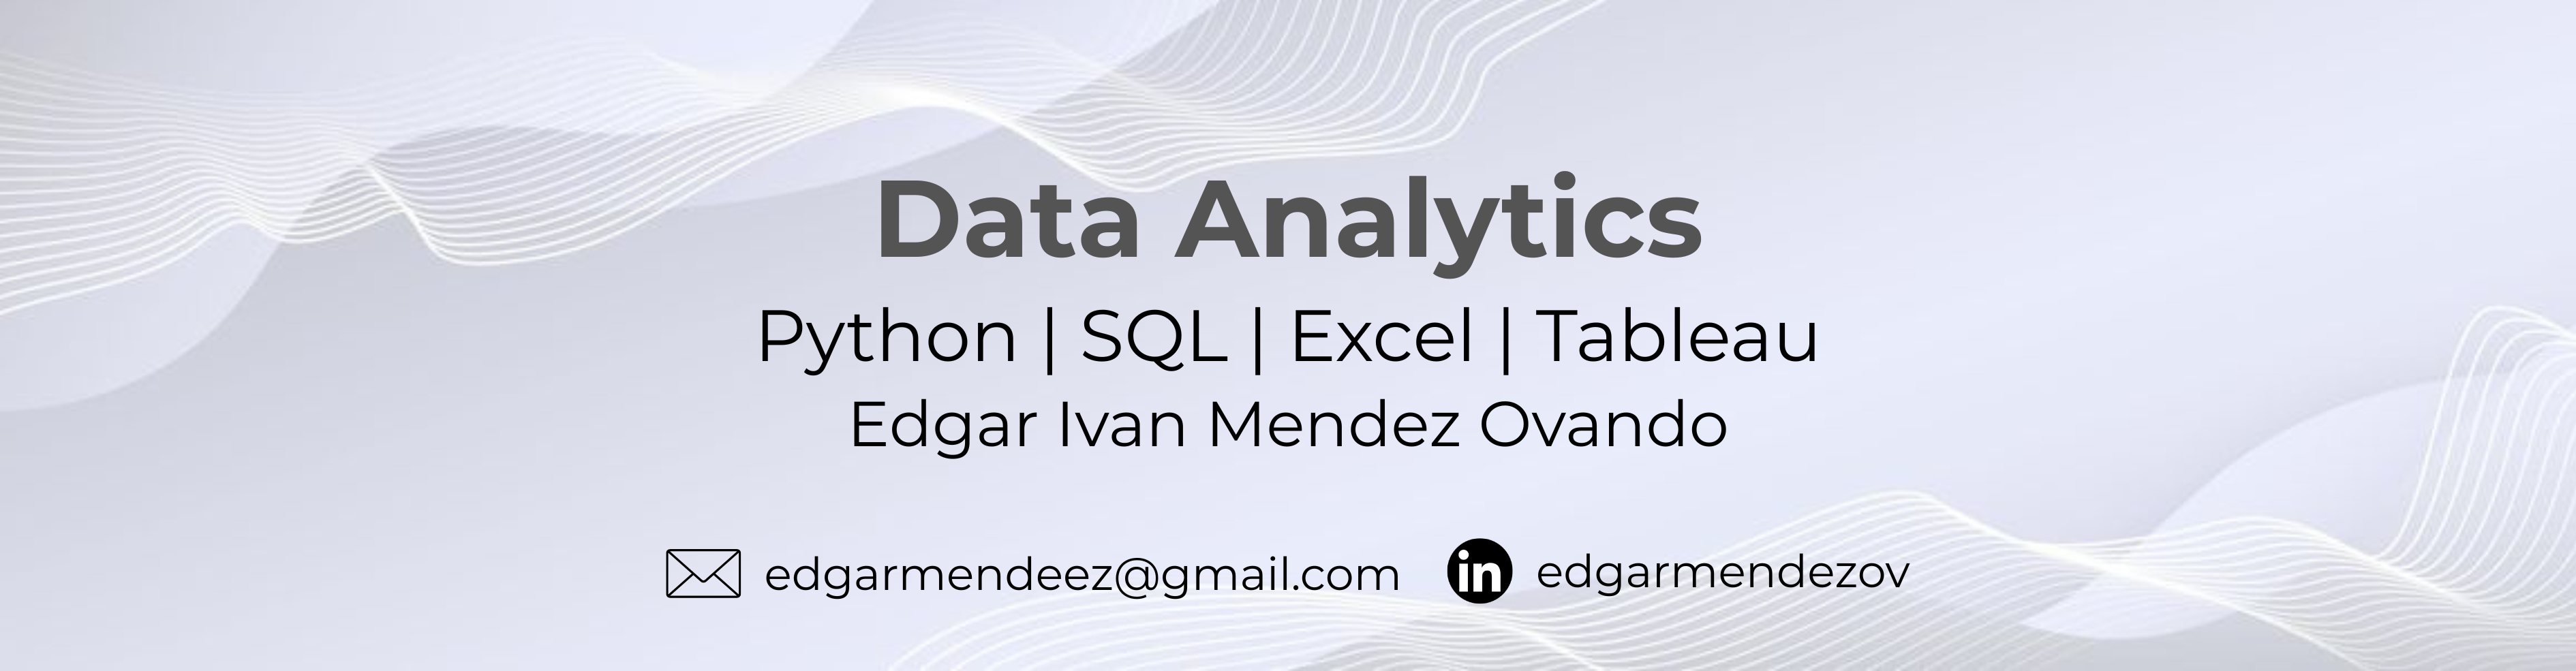 Data Analytics
Python | SQL | Excel | Tableau
Edgar Ivan Mendez Ovando
edgarmendeez@gmail.com in edgarmendezov